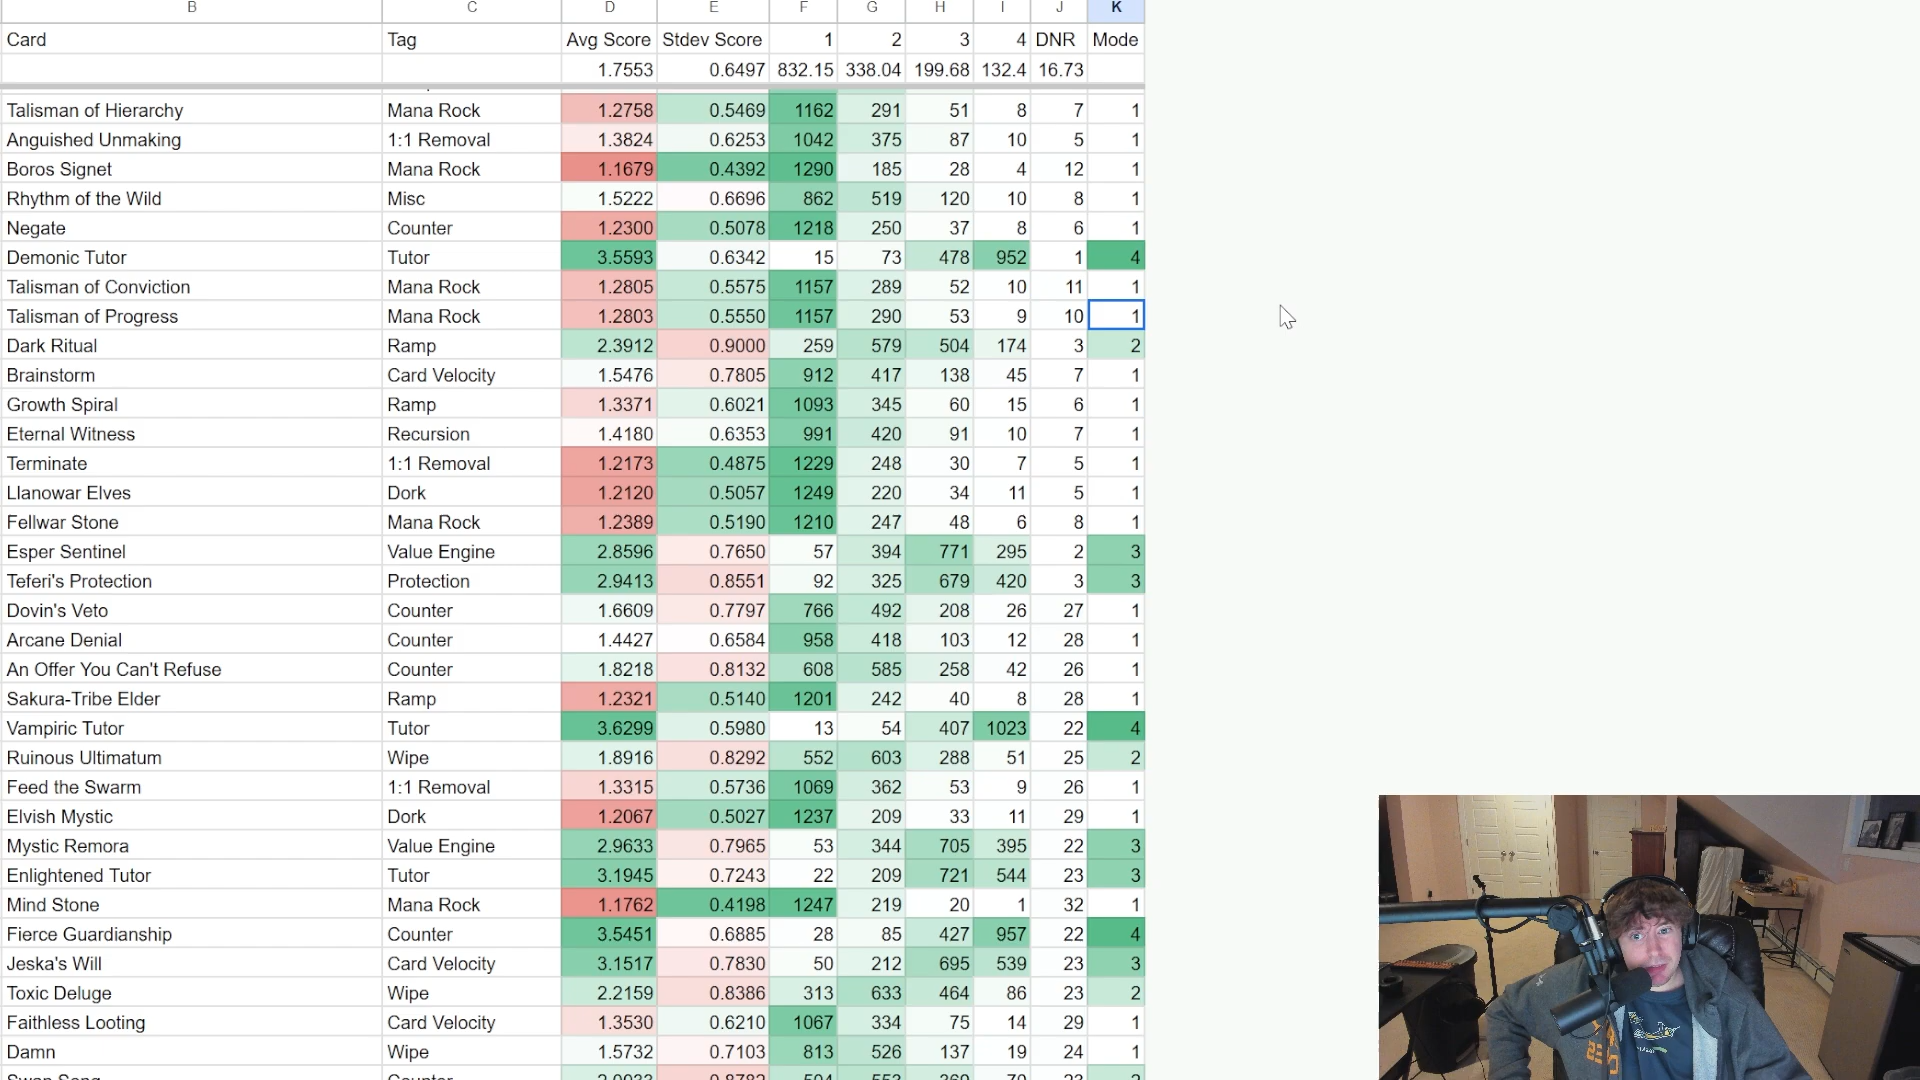 B C D E F G H I J K
Card Tag Avg Score Stdev Score 1 2 3 4 DNR Mode
1.7553 0.6497 832.15 338.04 199.68 132.4 16.73
Talisman of Hierarchy Mana Rock 1.2758 0.5469 1162 291 51 8 7 1
Anguished Unmaking 1:1 Removal 1.3824 0.6253 1042 375 87 10 5 1
Boros Signet Mana Rock 1.1679 0.4392 1290 185 28 4 12 1
Rhythm of the Wild Misc 1.5222 0.6696 862 519 120 10 8 1
Negate Counter 1.2300 0.5078 1218 250 37 8 6 1
Demonic Tutor Tutor 3.5593 0.6342 15 73 478 952 1 4
Talisman of Conviction Mana Rock 1.2805 0.5575 1157 289 52 10 11 1
Talisman of Progress Mana Rock 1.2803 0.5550 1157 290 53 9 10 1
Dark Ritual Ramp 2.3912 0.9000 259 579 504 174 3 2
Brainstorm Card Velocity 1.5476 0.7805 912 417 138 45 7 1
Growth Spiral Ramp 1.3371 0.6021 1093 345 60 15 6 1
Eternal Witness Recursion 1.4180 0.6353 991 420 91 10 7 1
Terminate 1:1 Removal 1.2173 0.4875 1229 248 30 7 5 1
Llanowar Elves Dork 1.2120 0.5057 1249 220 34 11 5 1
Fellwar Stone Mana Rock 1.2389 0.5190 1210 247 48 6 8 1
Esper Sentinel Value Engine 2.8596 0.7650 57 394 771 295 2 3
Teferi's Protection Protection 2.9413 0.8551 92 325 679 420 3 3
Dovin's Veto Counter 1.6609 0.7797 766 492 208 26 27 1
Arcane Denial Counter 1.4427 0.6584 958 418 103 12 28 1
An Offer You Can't Refuse Counter 1.8218 0.8132 608 585 258 42 26 1
Sakura-Tribe Elder Ramp 1.2321 0.5140 1201 242 40 8 28 1
Vampiric Tutor Tutor 3.6299 0.5980 13 54 407 1023 22 4
Ruinous Ultimatum Wipe 1.8916 0.8292 552 603 288 51 25 2
Feed the Swarm 1:1 Removal 1.3315 0.5736 1069 362 53 9 26 1
Elvish Mystic Dork 1.2067 0.5027 1237 209 33 11 29 1
Mystic Remora Value Engine 2.9633 0.7965 53 344 705 395 22 3
Enlightened Tutor Tutor 3.1945 0.7243 22 209 721 544 23 3
Mind Stone Mana Rock 1.1762 0.4198 1247 219 20 1 32 1
Fierce Guardianship Counter 3.5451 0.6885 28 85 427 957 22 4
Jeska's Will Card Velocity 3.1517 0.7830 50 212 695 539 23 3
Toxic Deluge Wipe 2.2159 0.8386 313 633 464 86 23 2
Faithless Looting Card Velocity 1.3530 0.6210 1067 334 75 14 29 1
Damn Wipe 1.5732 0.7103 813 526 137 19 24 1
Swan Song Counter